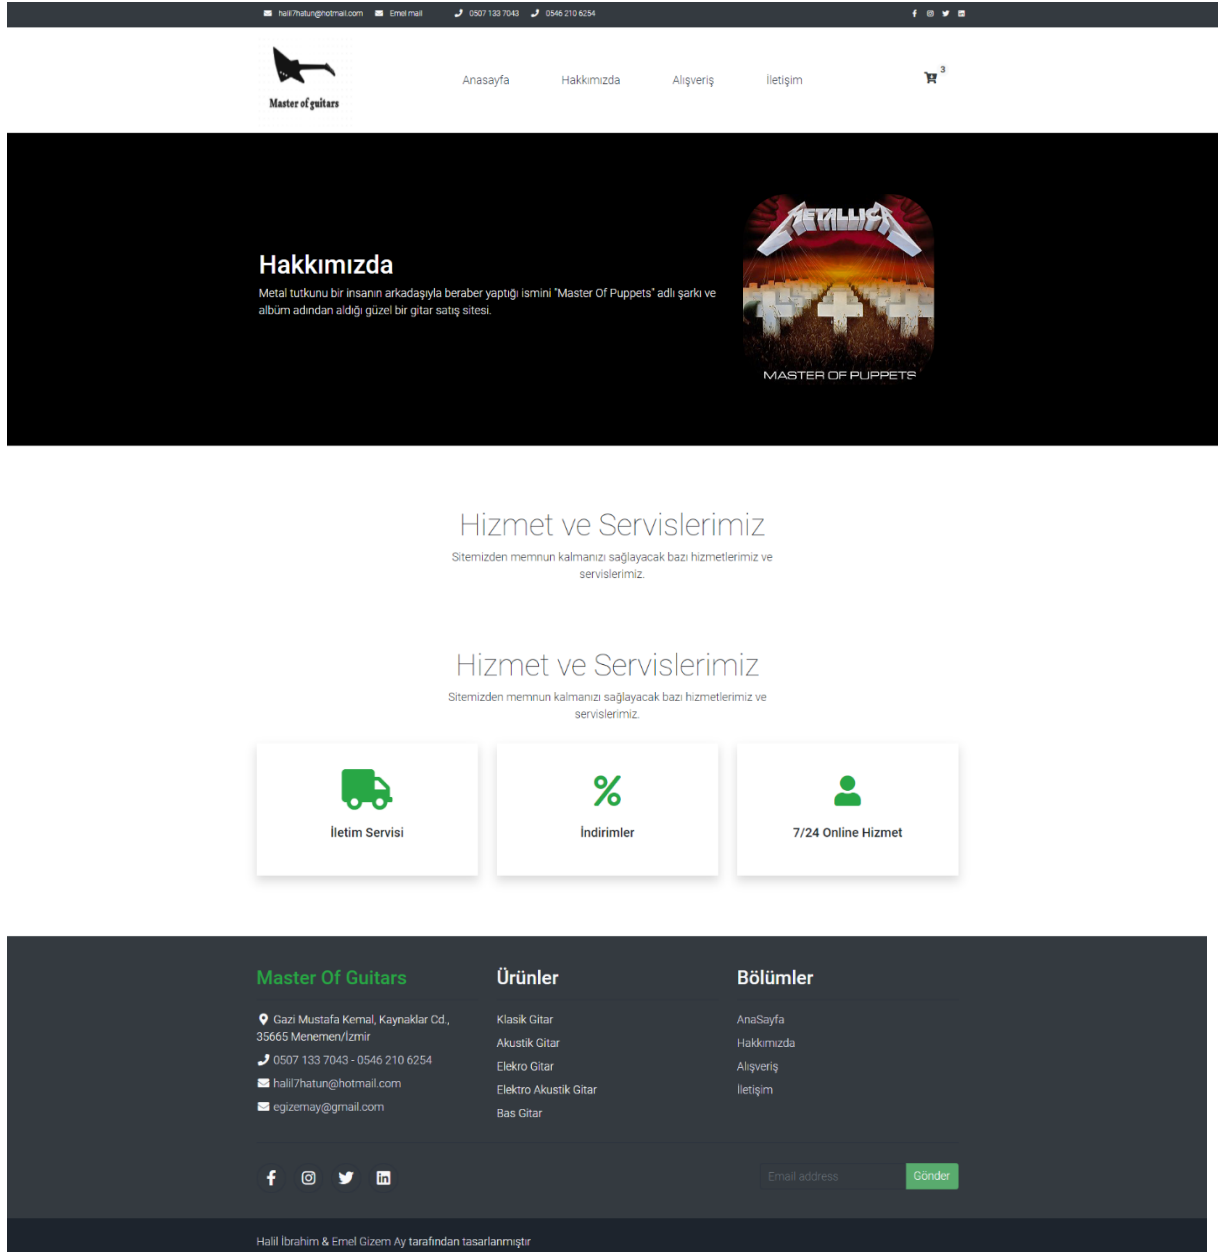 halil7hatun@hotmail.com Emel mail 0507 133 7043 0546 210 6254
Master of guitars
Anasayfa Hakkımızda Alışveriş İletişim 3
METALLICA
MASTER OF PUPPETS
Hakkımızda
Metal tutkunu bir insanın arkadaşıyla beraber yaptığı ismini "Master Of Puppets" adlı şarkı ve
albüm adından aldığı güzel bir gitar satış sitesi.
Hizmet ve Servislerimiz
Sitemizden memnun kalmanızı sağlayacak bazı hizmetlerimiz ve
servislerimiz.
Hizmet ve Servislerimiz
Sitemizden memnun kalmanızı sağlayacak bazı hizmetlerimiz ve
servislerimiz.
İletim Servisi
İndirimler
7/24 Online Hizmet
Master Of Guitars
Gazi Mustafa Kemal, Kaynaklar Cd.,
35665 Menemen/İzmir
0507 133 7043 - 0546 210 6254
halil7hatun@hotmail.com
egizemay@gmail.com
Ürünler
Klasik Gitar
Akustik Gitar
Elekro Gitar
Elektro Akustik Gitar
Bas Gitar
Bölümler
AnaSayfa
Hakkımızda
Alışveriş
İletişim
Email address Gönder
Halil İbrahim & Emel Gizem Ay tarafından tasarlanmıştır